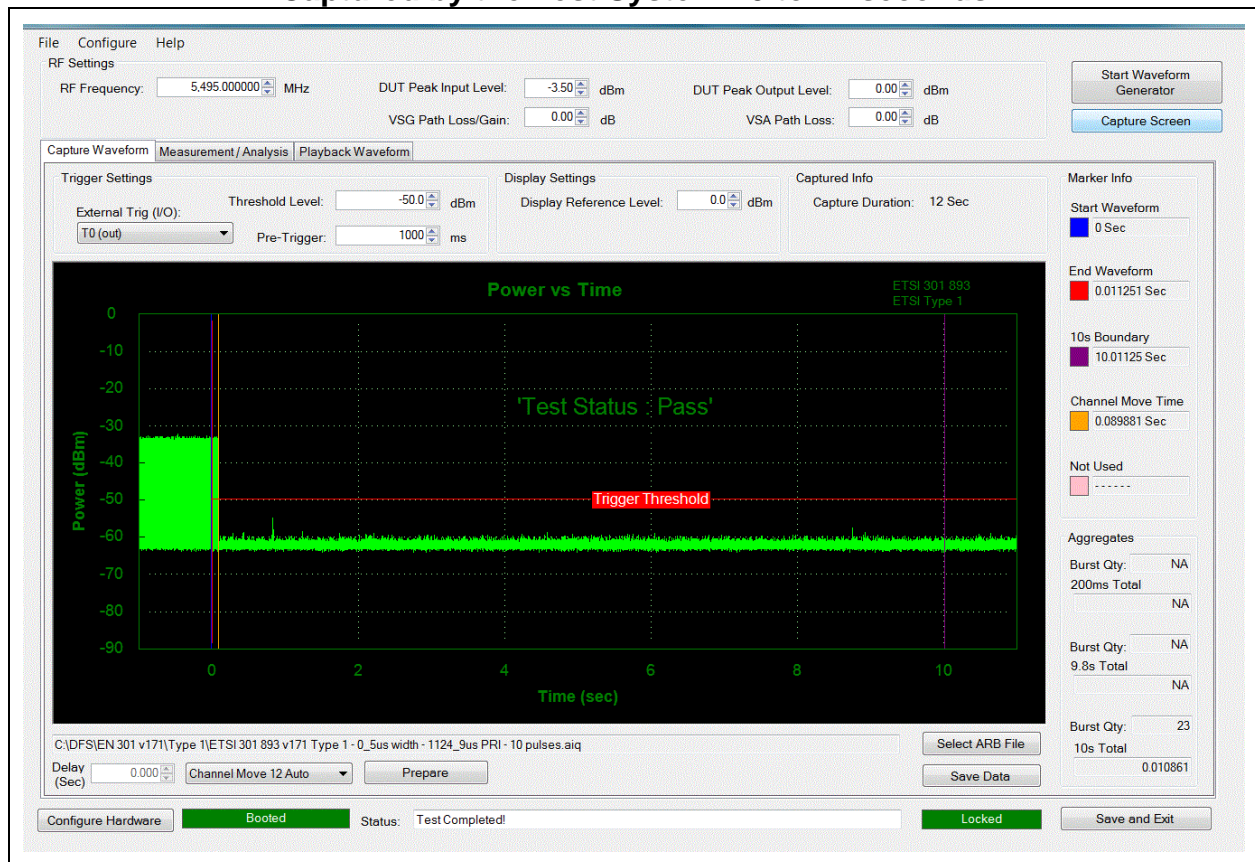 File Configure Help
RF Settings
RF Frequency: 5,495.000000 MHz
DUT Peak Input Level: -3.50 dBm
DUT Peak Output Level: 0.00 dBm
VSG Path Loss/Gain: 0.00 dB
VSA Path Loss: 0.00 dB
Start Waveform
Generator
Capture Screen
Capture Waveform Measurement / Analysis Playback Waveform
Trigger Settings
External Trig (I/O):
T0 (out)
Threshold Level: -50.0 dBm
Pre-Trigger: 1000 ms
Display Settings
Display Reference Level: 0.0 dBm
Captured Info
Capture Duration: 12 Sec
Marker Info
Start Waveform
0 Sec
End Waveform
0.011251 Sec
10s Boundary
10.01125 Sec
Channel Move Time
0.089881 Sec
Not Used
- - - - - -
Power vs Time
ETSI 301 893
ETSI Type 1
'Test Status : Pass'
Trigger Threshold
Power (dBm)
0
-10
-20
-30
-40
-50
-60
-70
-80
-90
0 2 4 6 8 10
Time (sec)
Aggregates
Burst Qty: NA
200ms Total
NA
Burst Qty: NA
9.8s Total
NA
Burst Qty: 23
10s Total
0.010861
C:\DFS\EN 301 v171\Type 1\ETSI 301 893 v171 Type 1 - 0_5us width - 1124_9us PRI - 10 pulses.aiq
Select ARB File
Delay
(Sec) 0.000 Channel Move 12 Auto Prepare
Save Data
Configure Hardware Booted Status: Test Completed! Locked Save and Exit